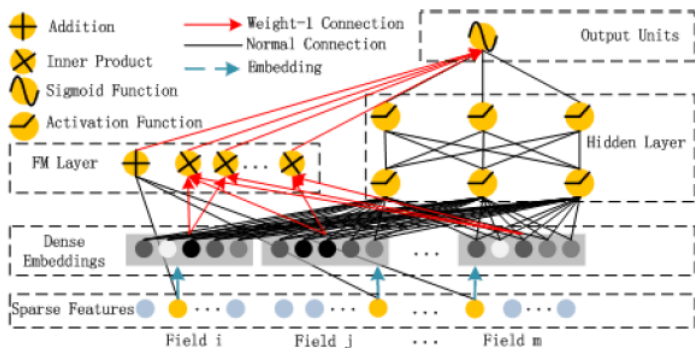 Addition
Inner Product
Sigmoid Function
Activation Function
Weight-1 Connection
Normal Connection
Embedding
Output Units
Hidden Layer
FM Layer
...
Dense
Embeddings
...
Sparse Features
... ... ... ...
Field i Field j ... Field m